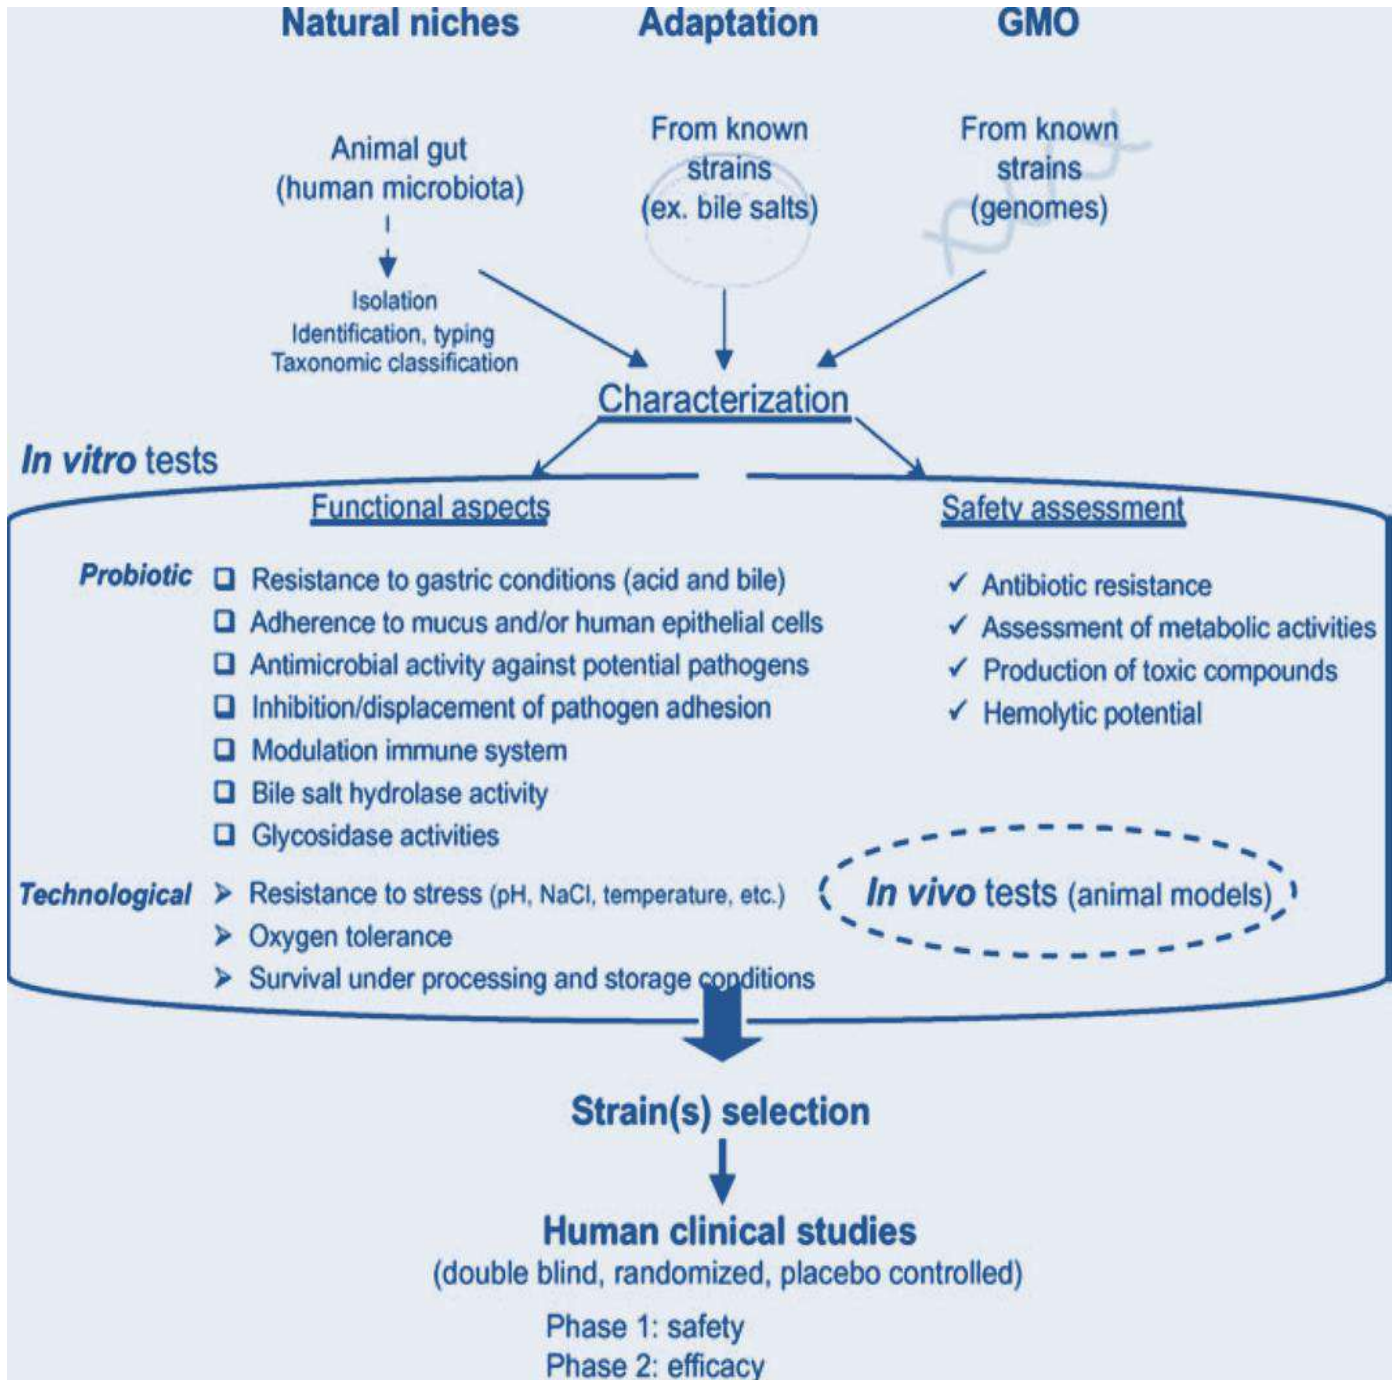 Natural niches
Adaptation
GMO
Animal gut
(human microbiota)
Isolation
Identification, typing
Taxonomic classification
From known
strains
(ex. bile salts)
From known
strains
(genomes)
Characterization
In vitro tests
Functional aspects
Probiotic
Resistance to gastric conditions (acid and bile)
Adherence to mucus and/or human epithelial cells
Antimicrobial activity against potential pathogens
Inhibition/displacement of pathogen adhesion
Modulation immune system
Bile salt hydrolase activity
Glycosidase activities
Technological
Resistance to stress (pH, NaCl, temperature, etc.)
Oxygen tolerance
Survival under processing and storage conditions
Safety assessment
Antibiotic resistance
Assessment of metabolic activities
Production of toxic compounds
Hemolytic potential
In vivo tests (animal models)
Strain(s) selection
Human clinical studies
(double blind, randomized, placebo controlled)
Phase 1: safety
Phase 2: efficacy